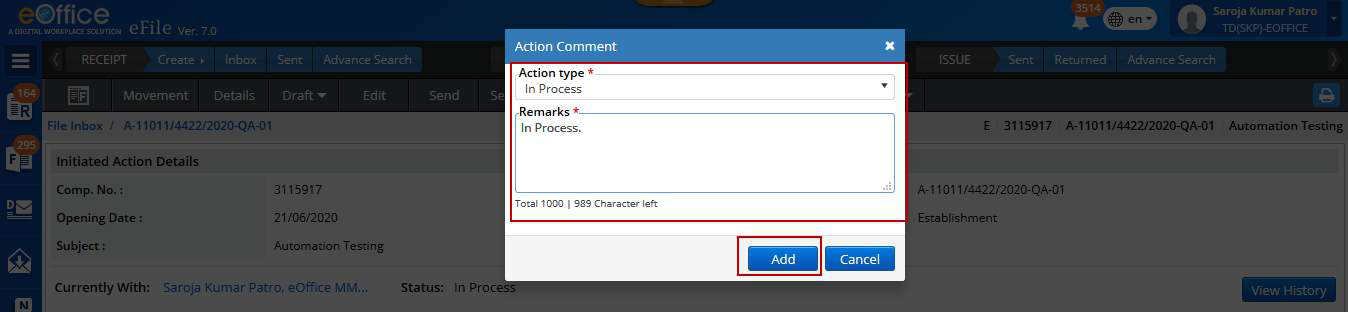 eOffice
A DIGITAL WORKPLACE SOLUTION
eFile Ver. 7.0
3514
en
Saroja Kumar Patro
TD(SKP)-EOFFICE
RECEIPT Create Inbox Sent Advance Search
ISSUE Sent Returned Advance Search
Action Comment
Action type *
In Process
Remarks *
In Process.
Total 1000 | 989 Character left
Add Cancel
164
R
295
F
D
N
Movement Details Draft Edit Send Se
File Inbox / A-11011/4422/2020-QA-01
E 3115917 A-11011/4422/2020-QA-01 Automation Testing
Initiated Action Details
Comp. No. : 3115917 A-11011/4422/2020-QA-01
Opening Date : 21/06/2020 Establishment
Subject : Automation Testing
Currently With: Saroja Kumar Patro, eOffice MM... Status: In Process View History